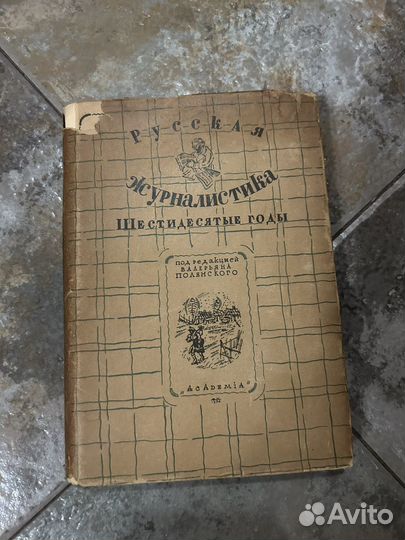 Русская
журналистика
Шестидесятые годы
под редакцией
Валерьяна
Полянского
"Academia"
Avito